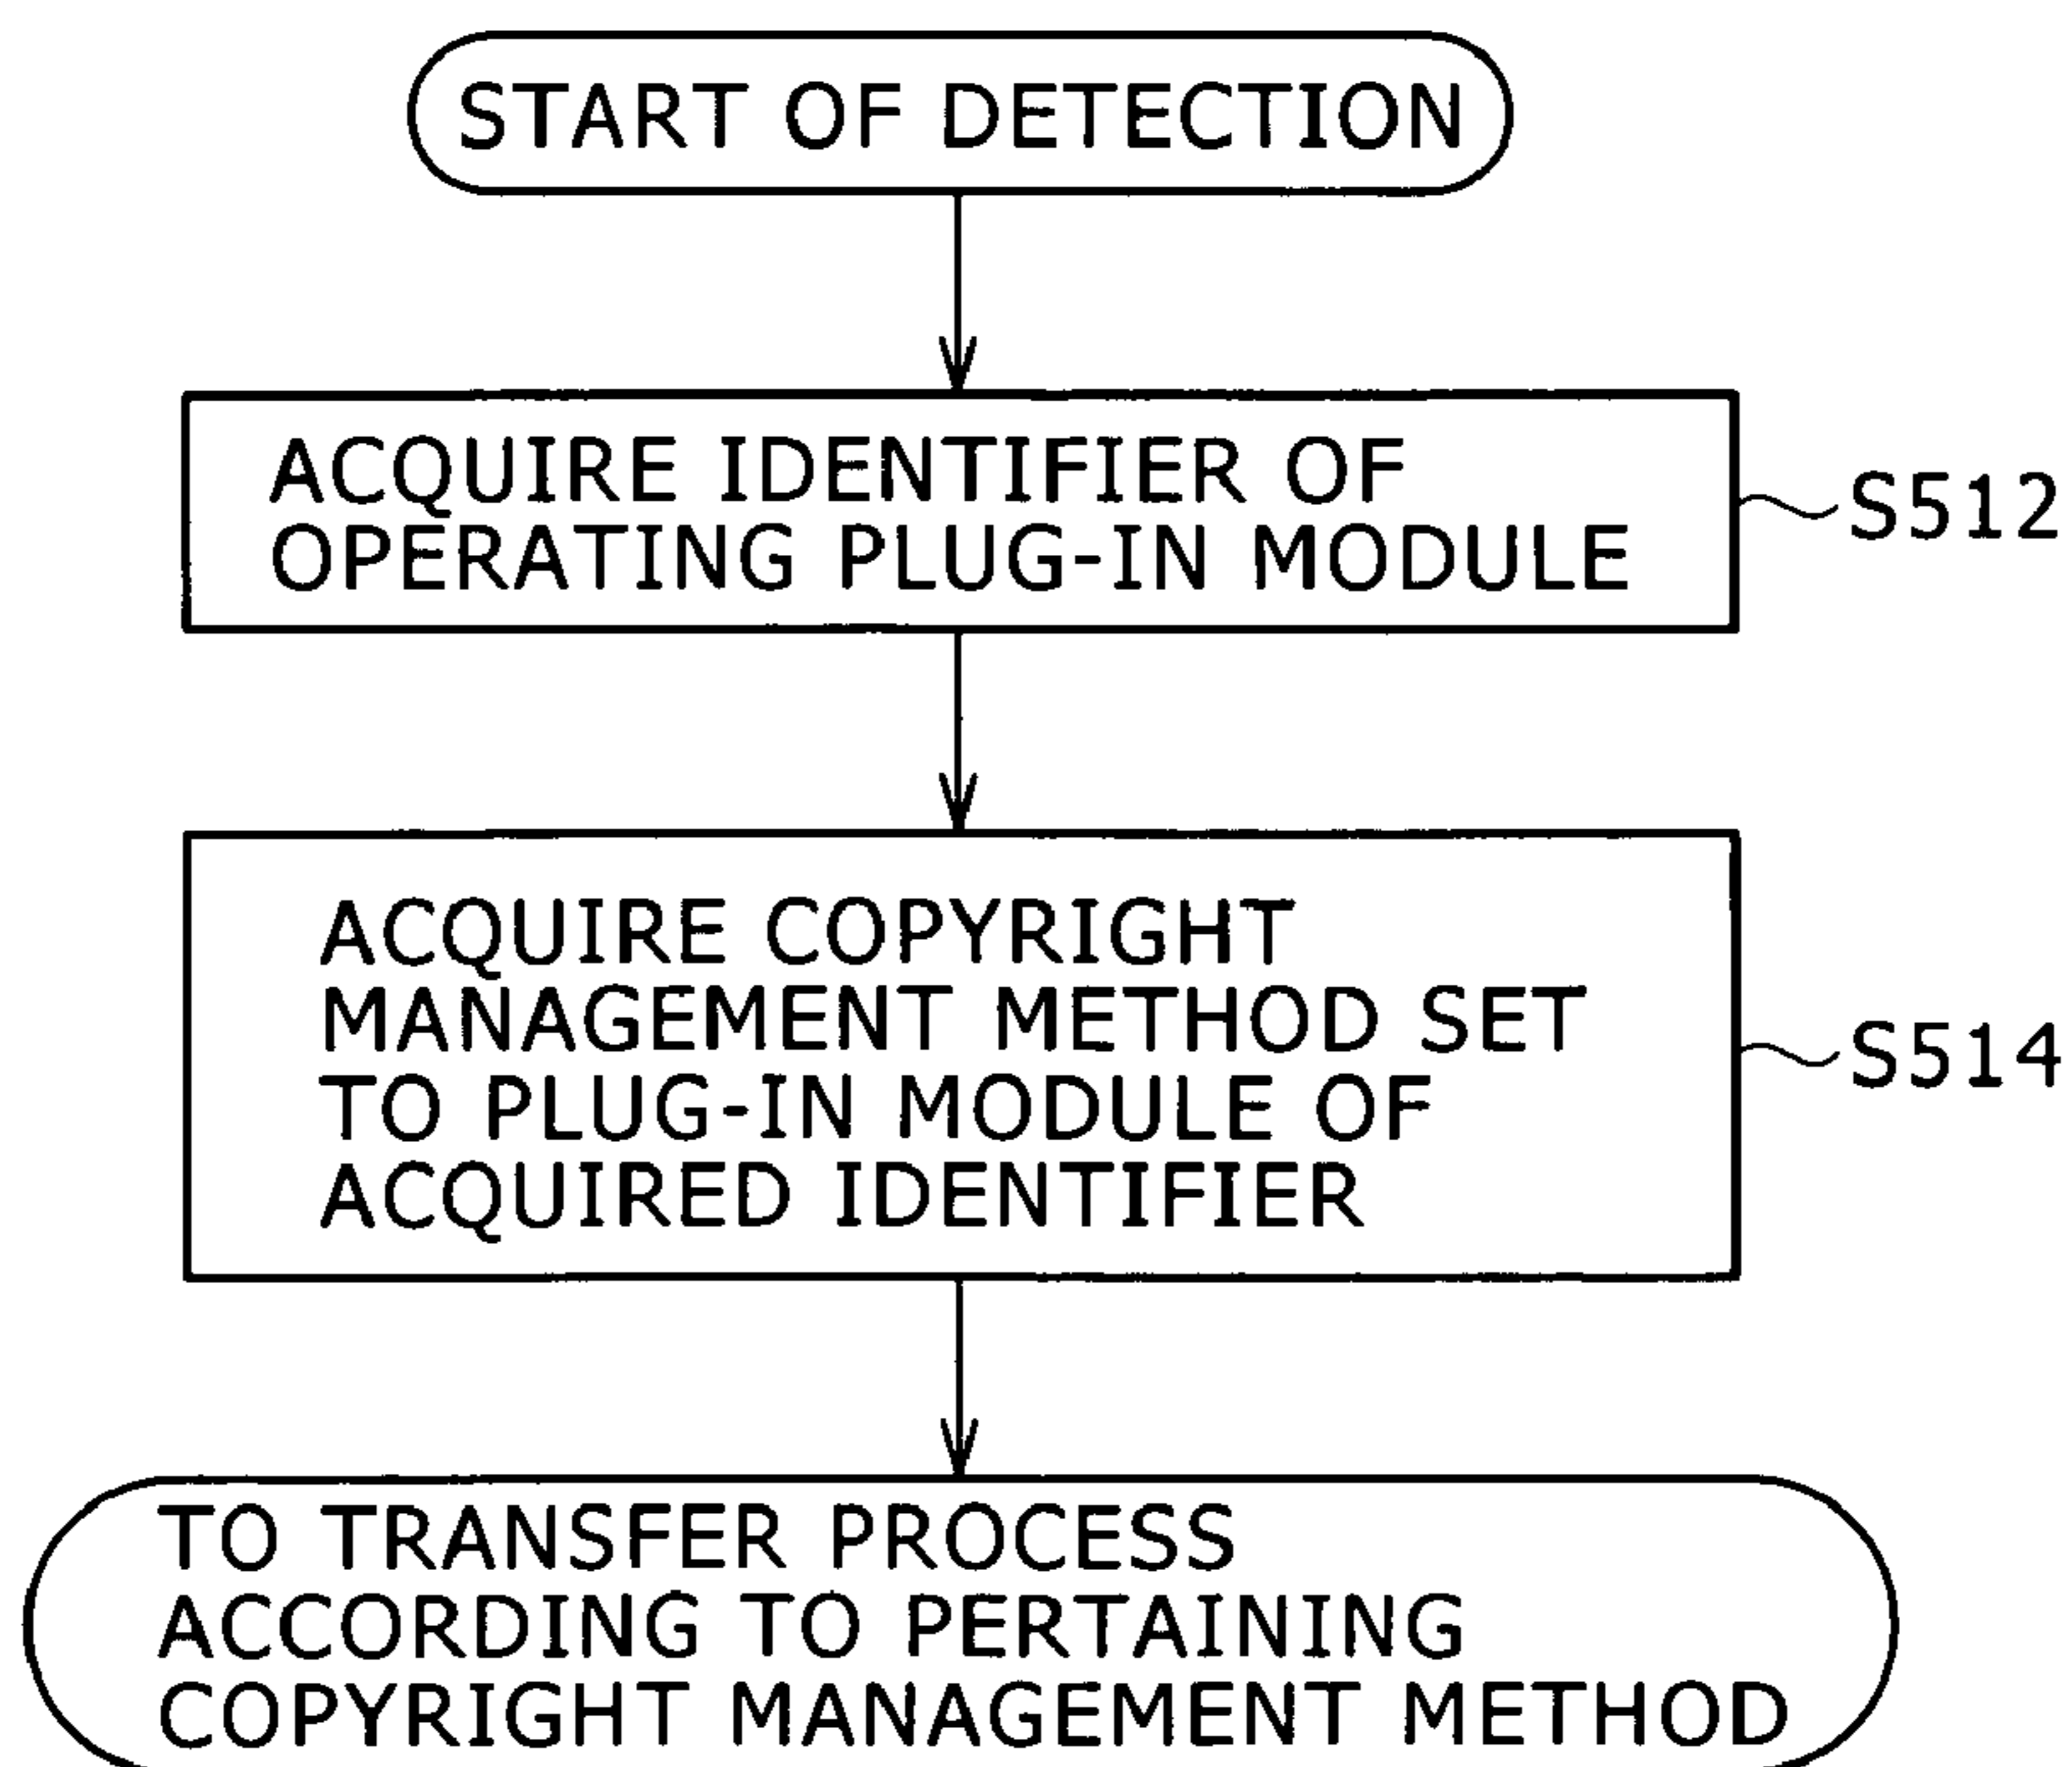 START OF DETECTION
ACQUIRE IDENTIFIER OF
OPERATING PLUG-IN MODULE
S512
ACQUIRE COPYRIGHT
MANAGEMENT METHOD SET
TO PLUG-IN MODULE OF
ACQUIRED IDENTIFIER
S514
TO TRANSFER PROCESS
ACCORDING TO PERTAINING
COPYRIGHT MANAGEMENT METHOD